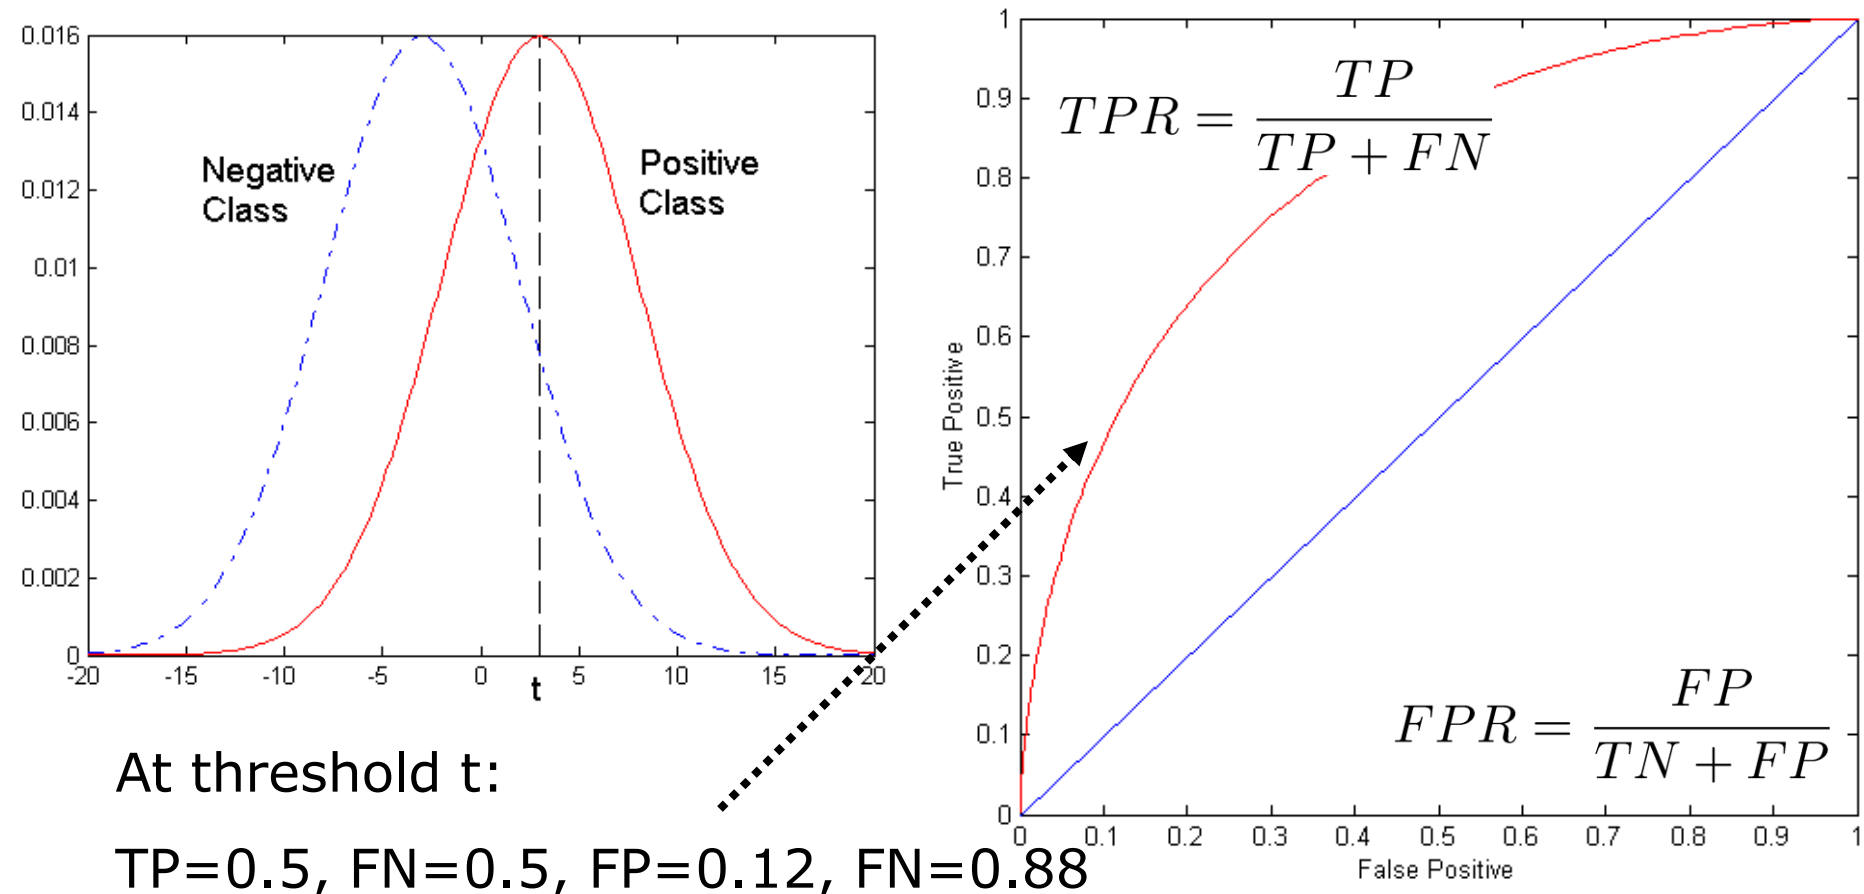 0.016
0.014
0.012
0.01
0.008
0.006
0.004
0.002
0
-20 -15 -10 -5 0 5 10 15 20
t
Negative
Class
Positive
Class
1
0.9
0.8
0.7
0.6
0.5
0.4
0.3
0.2
0.1
0
True Positive
0 0.1 0.2 0.3 0.4 0.5 0.6 0.7 0.8 0.9 1
False Positive
TPR = TP / (TP + FN)
FPR = FP / (TN + FP)
At threshold t:
TP=0.5, FN=0.5, FP=0.12, FN=0.88